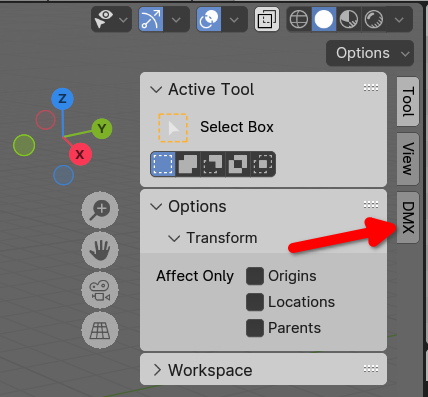 Options
Active Tool
Select Box
Options
Transform
Affect Only
Origins
Locations
Parents
Workspace
Tool
View
DMX
Z
Y
X